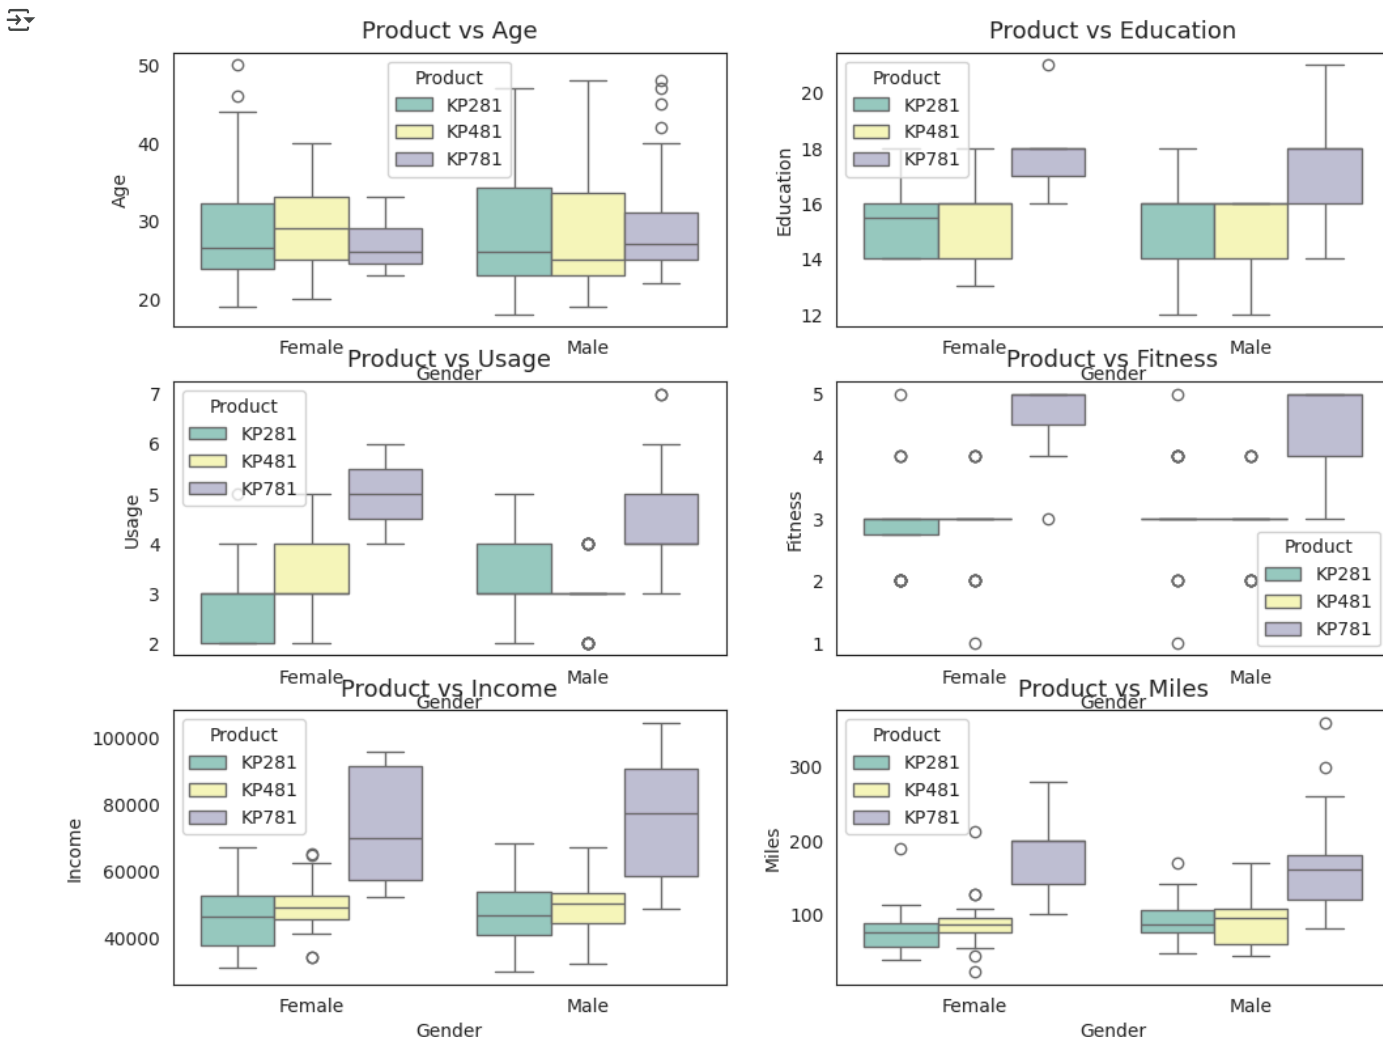 Product vs Age
Product
KP281
KP481
KP781
50
40
30
20
Age
Female
Male
Gender
Product vs Education
Product
KP281
KP481
KP781
20
18
16
14
12
Education
Female
Male
Gender
Product vs Usage
Product
KP281
KP481
KP781
7
6
5
4
3
2
Usage
Female
Male
Gender
Product vs Fitness
Product
KP281
KP481
KP781
5
4
3
2
1
Fitness
Female
Male
Gender
Product vs Income
Product
KP281
KP481
KP781
100000
80000
60000
40000
Income
Female
Male
Gender
Product vs Miles
Product
KP281
KP481
KP781
300
200
100
Miles
Female
Male
Gender